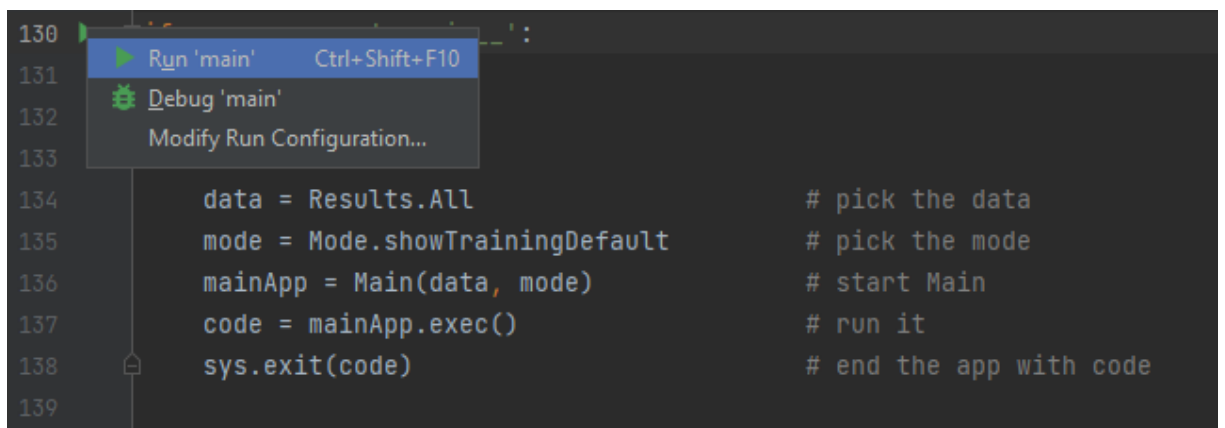 130 __':
Run 'main' Ctrl+Shift+F10
131
Debug 'main'
132
Modify Run Configuration...
133
134 data = Results.All # pick the data
135 mode = Mode.showTrainingDefault # pick the mode
136 mainApp = Main(data, mode) # start Main
137 code = mainApp.exec() # run it
138 sys.exit(code) # end the app with code
139